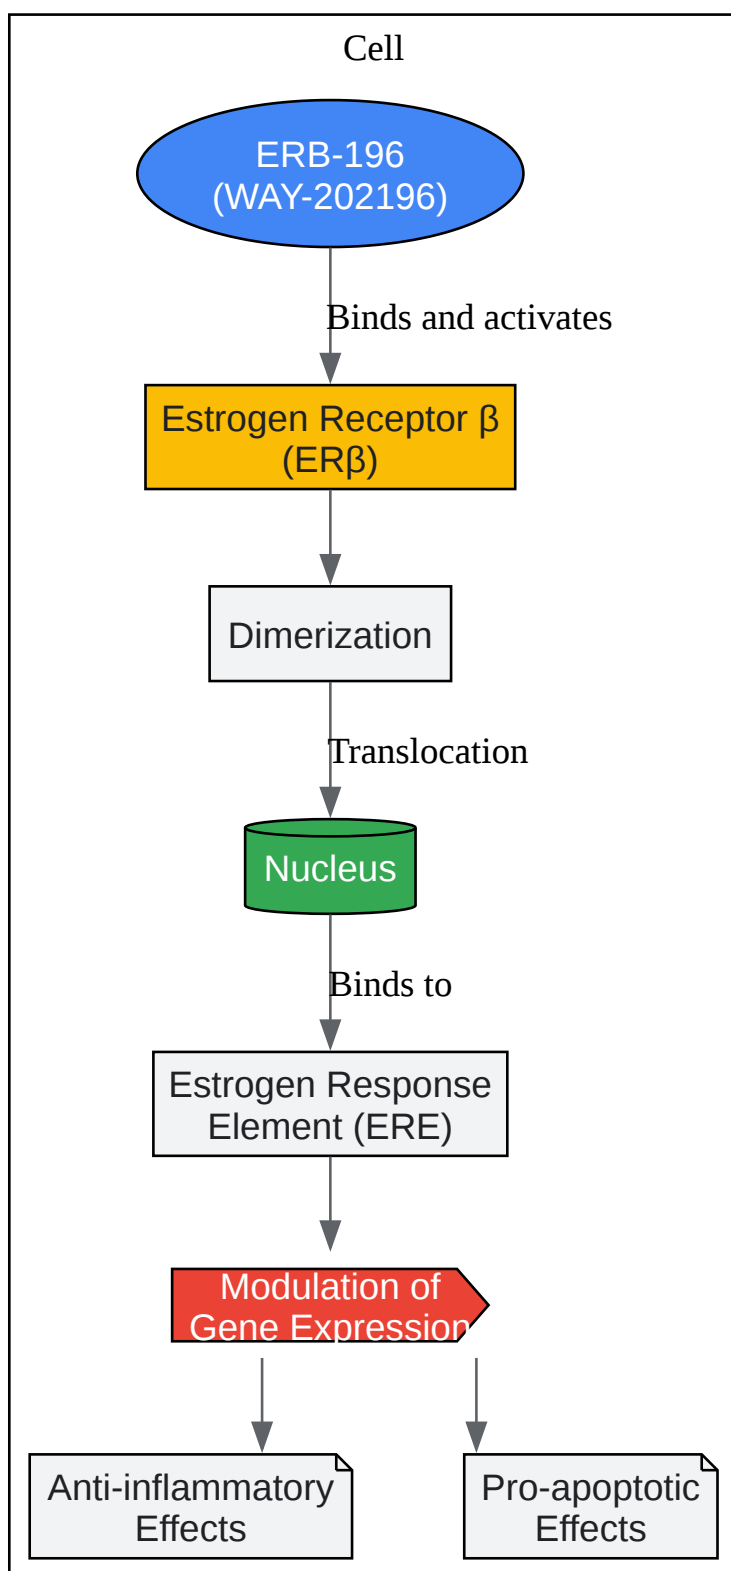 Cell
ERB-196
(WAY-202196)
Binds and activates
Estrogen Receptor β
(ERβ)
Dimerization
Translocation
Nucleus
Binds to
Estrogen Response
Element (ERE)
Modulation of
Gene Expression
Anti-inflammatory
Effects
Pro-apoptotic
Effects